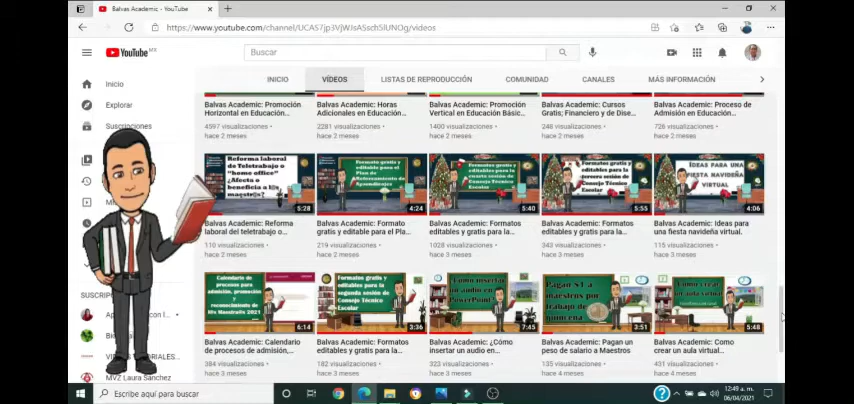 Balvas Academic - YouTube
https://www.youtube.com/channel/UCAS7jp3VjWJsASsch5lUNOg/videos
YouTube MX
Buscar
INICIO
VÍDEOS
LISTAS DE REPRODUCCIÓN
COMUNIDAD
CANALES
MÁS INFORMACIÓN
Inicio
Explorar
Suscripciones
Balvas Academic: Promoción Horizontal en Educación...
4597 visualizaciones
hace 2 meses
Balvas Academic: Horas Adicionales en Educación...
2281 visualizaciones
hace 2 meses
Balvas Academic: Promoción Vertical en Educación Básic...
1400 visualizaciones
hace 2 meses
Balvas Academic: Cursos Gratis; Financiero y de Dise...
246 visualizaciones
hace 2 meses
Balvas Academic: Proceso de Admisión en Educación...
726 visualizaciones
hace 2 meses
Reforma laboral de Teletrabajo o "home office" ¿Afecta o beneficia a l@s maestr@s?
5:28
Balvas Academic: Reforma laboral del teletrabajo o...
110 visualizaciones
hace 2 meses
Formato gratis y editable para el Plan de Reforzamiento de Aprendizajes
4:24
Balvas Academic: Formato gratis y editable para el Pla...
219 visualizaciones
hace 2 meses
Formatos gratis y editables para la cuarta sesión de Consejo Técnico Escolar
5:40
Balvas Academic: Formatos editables y gratis para la...
1028 visualizaciones
hace 3 meses
Formatos gratis y editables para la tercera sesión de Consejo Técnico Escolar
5:55
Balvas Academic: Formatos editables y gratis para la...
343 visualizaciones
hace 3 meses
IDEAS PARA UNA FIESTA NAVIDEÑA VIRTUAL
4:06
Balvas Academic: Ideas para una fiesta navideña virtual.
115 visualizaciones
hace 3 meses
Calendario de procesos para admisión, promoción y reconocimiento de l@s Maestr@s 2021
6:14
Balvas Academic: Calendario de procesos de admisión,...
384 visualizaciones
hace 3 meses
Formatos gratis y editables para la segunda sesión de Consejo Técnico Escolar
3:36
Balvas Academic: Formatos editables y gratis para la...
182 visualizaciones
hace 3 meses
Como insertar un audio en PowerPoint
7:45
Balvas Academic: ¿Cómo insertar un audio en...
323 visualizaciones
hace 3 meses
Pagan $1 a maestros por trabajo de quincena
3:51
Balvas Academic: Pagan un peso de salario a Maestros
135 visualizaciones
hace 4 meses
Como crear un aula virtual
5:48
Balvas Academic: Como crear un aula virtual...
668 visualizaciones
hace 4 meses
SUSCRIP
MVZ Laura Sánchez
Escribe aquí para buscar
12:49 a. m.
06/04/2021